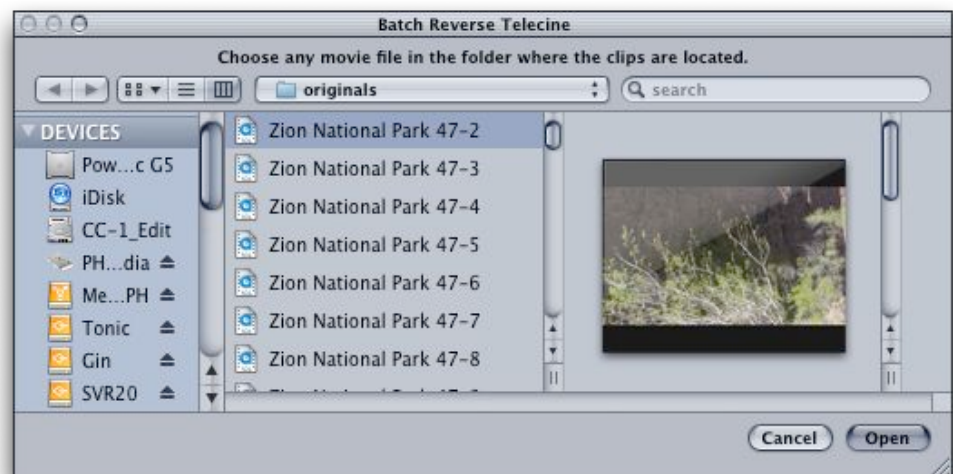 Batch Reverse Telecine
Choose any movie file in the folder where the clips are located.
originals
search
DEVICES
Pow...c G5
iDisk
CC-1_Edit
PH...dia
Me...PH
Tonic
Gin
SVR20
Zion National Park 47-2
Zion National Park 47-3
Zion National Park 47-4
Zion National Park 47-5
Zion National Park 47-6
Zion National Park 47-7
Zion National Park 47-8
Cancel
Open